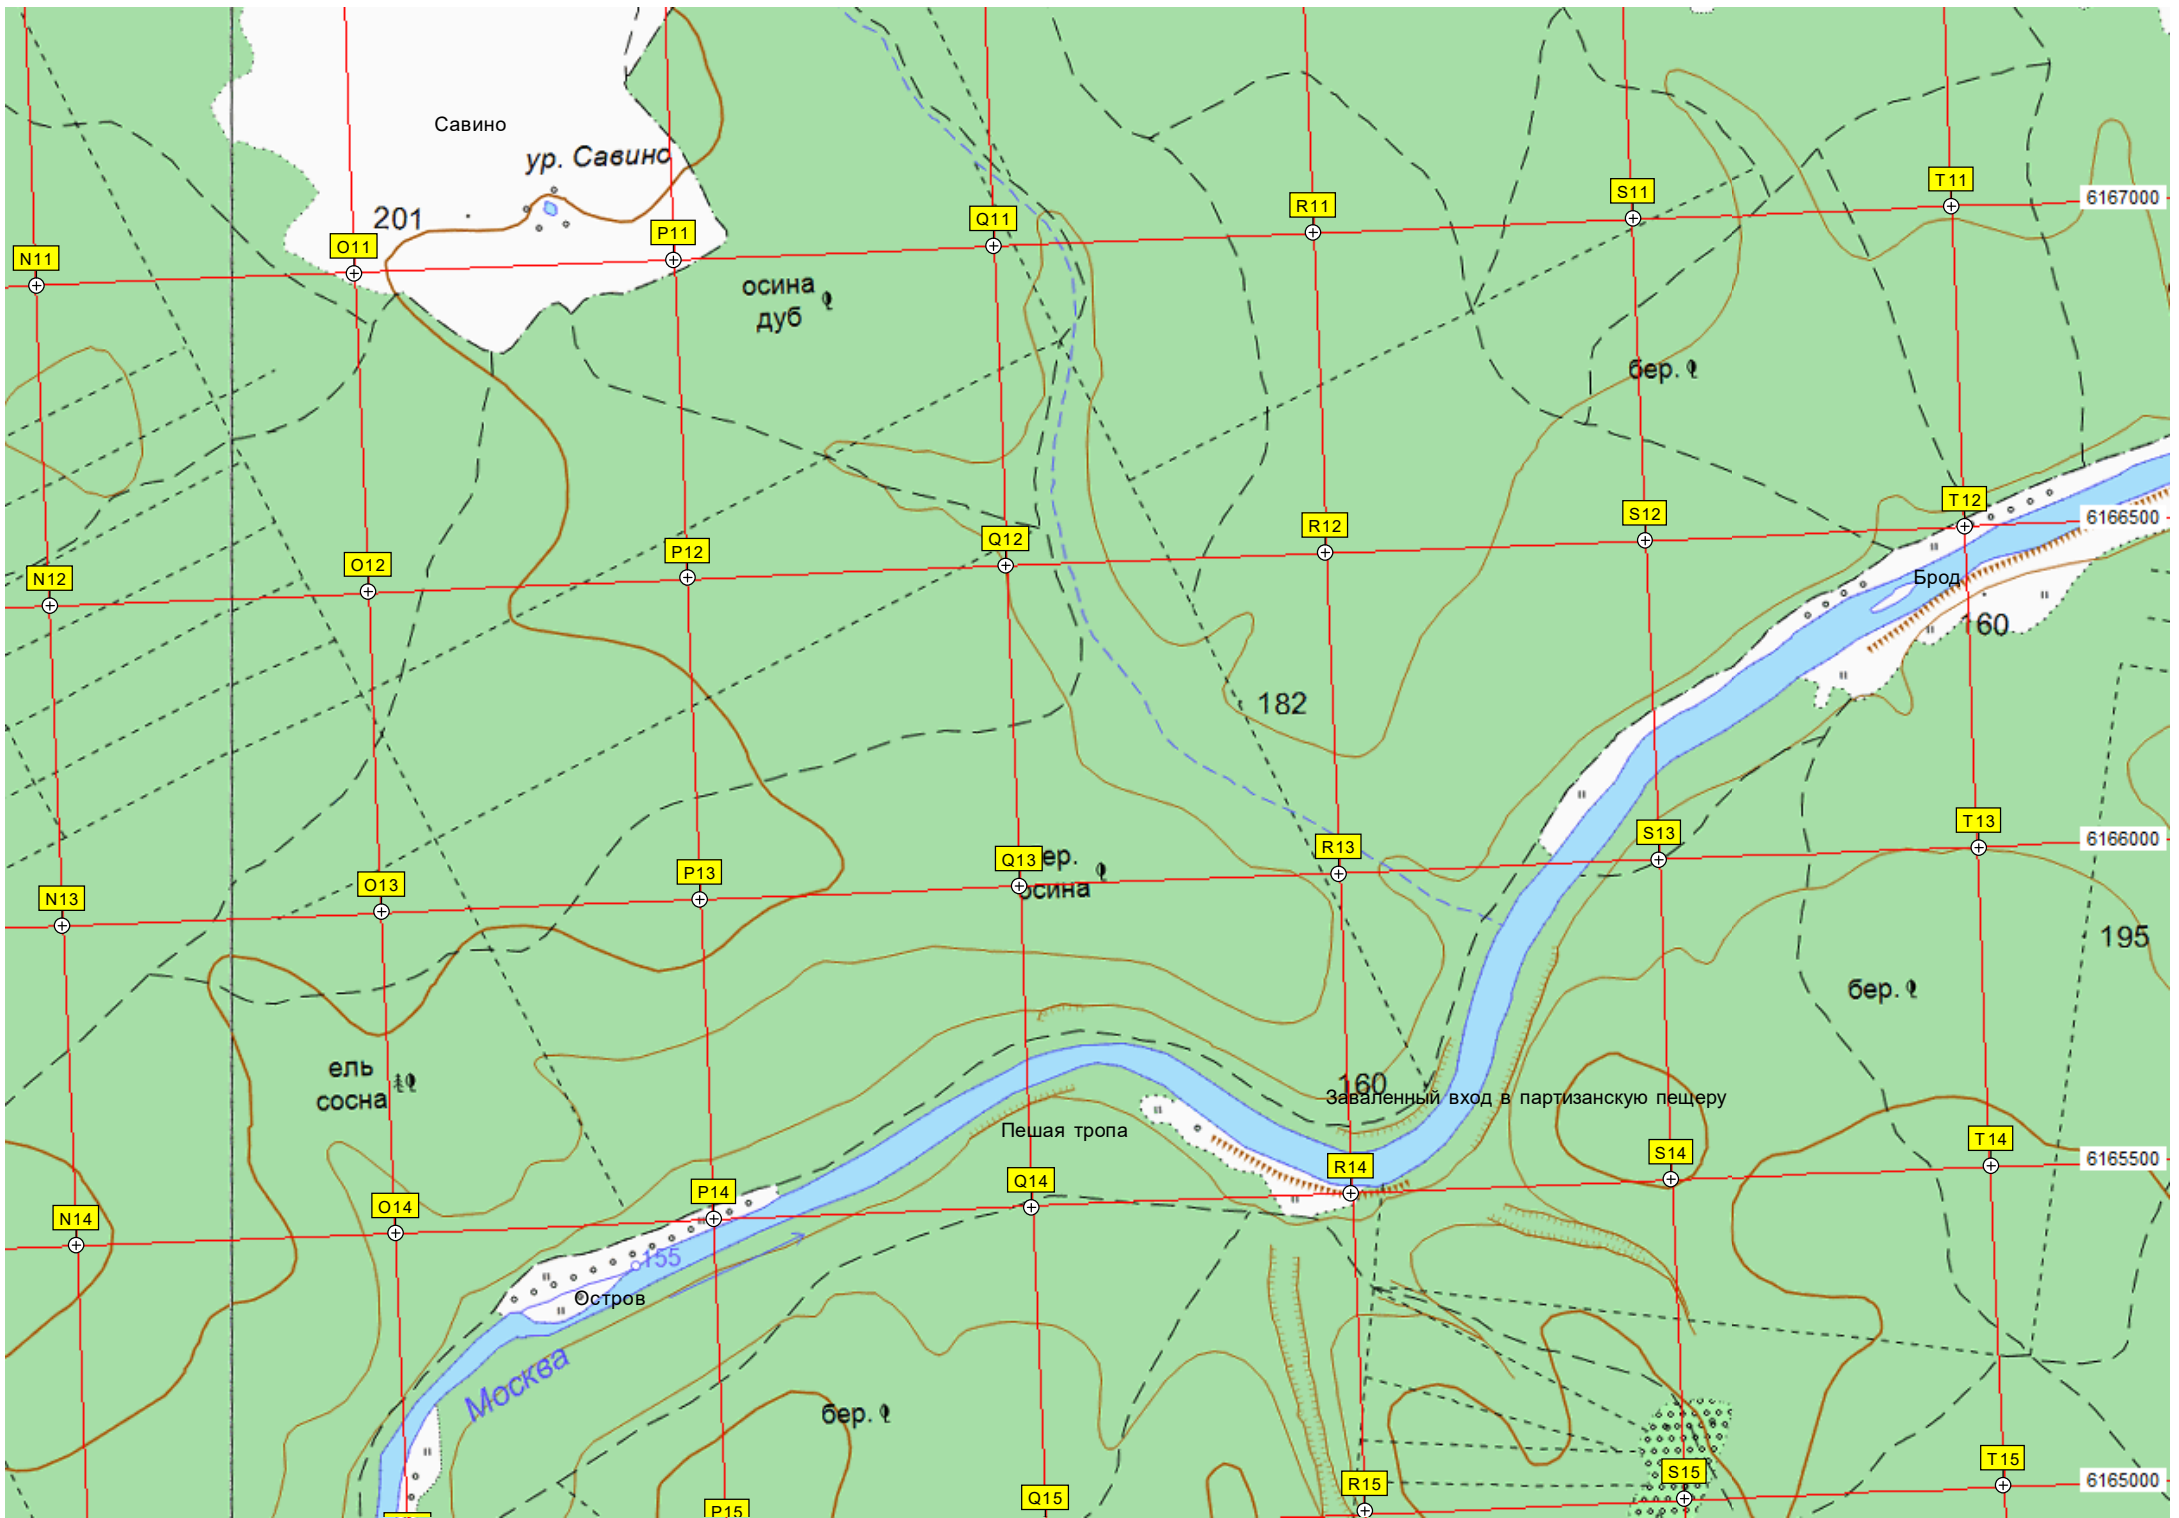 Савино
ур. Савино
201
T11
6167000
S11
R11
Q11
P11
O11
N11
осина
дуб
бер.
T12
6166500
S12
R12
Q12
P12
O12
N12
Брод
160
182
T13
6166000
S13
R13
Q13
ер.
осина
P13
O13
N13
195
бер.
ель
сосна
160
Заваленный вход в партизанскую пещеру
Пешая тропа
T14
6165500
S14
R14
Q14
P14
O14
N14
155
Остров
Москва
бер.
T15
6165000
S15
R15
Q15
P15